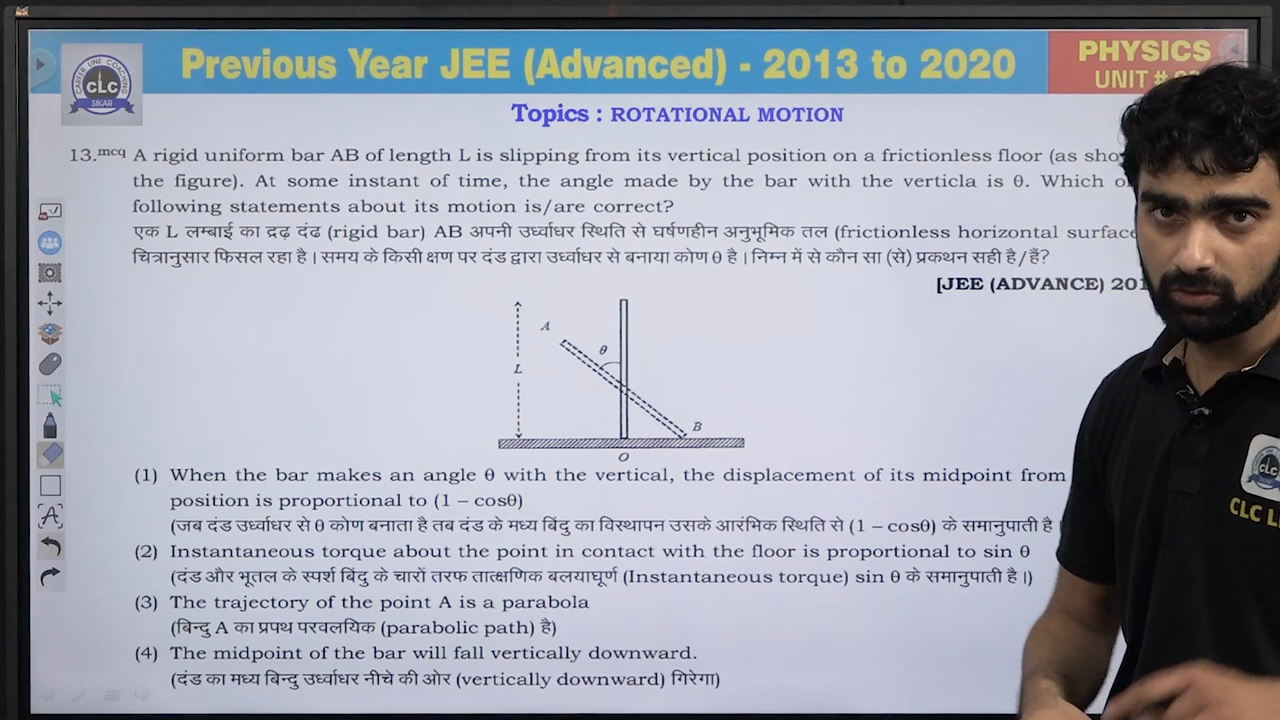 Previous Year JEE (Advanced) - 2013 to 2020
PHYSICS
UNIT #
CAREER LINE COACHING
CLC
SIKAR
Topics : ROTATIONAL MOTION
13.mcq A rigid uniform bar AB of length L is slipping from its vertical position on a frictionless floor (as
the figure). At some instant of time, the angle made by the bar with the verticla is θ. Which
following statements about its motion is/are correct?
एक L लम्बाई का द्रढ़ दंढ (rigid bar) AB अपनी उर्ध्वाधर स्थिति से घर्षणहीन अनुभूमिक तल (frictionless horizontal surface
चित्रानुसार फिसल रहा है। समय के किसी क्षण पर दंड द्वारा उर्ध्वाधर से बनाया कोण θ है। निम्न में से कौन सा (से) प्रकथन सही है/हैं?
[JEE (ADVANCE) 201
A
θ
L
B
O
(1) When the bar makes an angle θ with the vertical, the displacement of its midpoint from
position is proportional to (1 – cosθ)
(जब दंड उर्ध्वाधर से θ कोण बनाता है तब दंड के मध्य बिंदु का विस्थापन उसके आरंभिक स्थिति से (1 – cosθ) के समानुपाती है।
(2) Instantaneous torque about the point in contact with the floor is proportional to sin θ
(दंड और भूतल के स्पर्श बिंदु के चारों तरफ तात्क्षणिक बलयाघूर्ण (Instantaneous torque) sin θ के समानुपाती है।)
(3) The trajectory of the point A is a parabola
(बिन्दु A का प्रपथ परवलयिक (parabolic path) है)
(4) The midpoint of the bar will fall vertically downward.
(दंड का मध्य बिन्दु उर्ध्वाधर नीचे की ओर (vertically downward) गिरेगा)
CLC
CLC